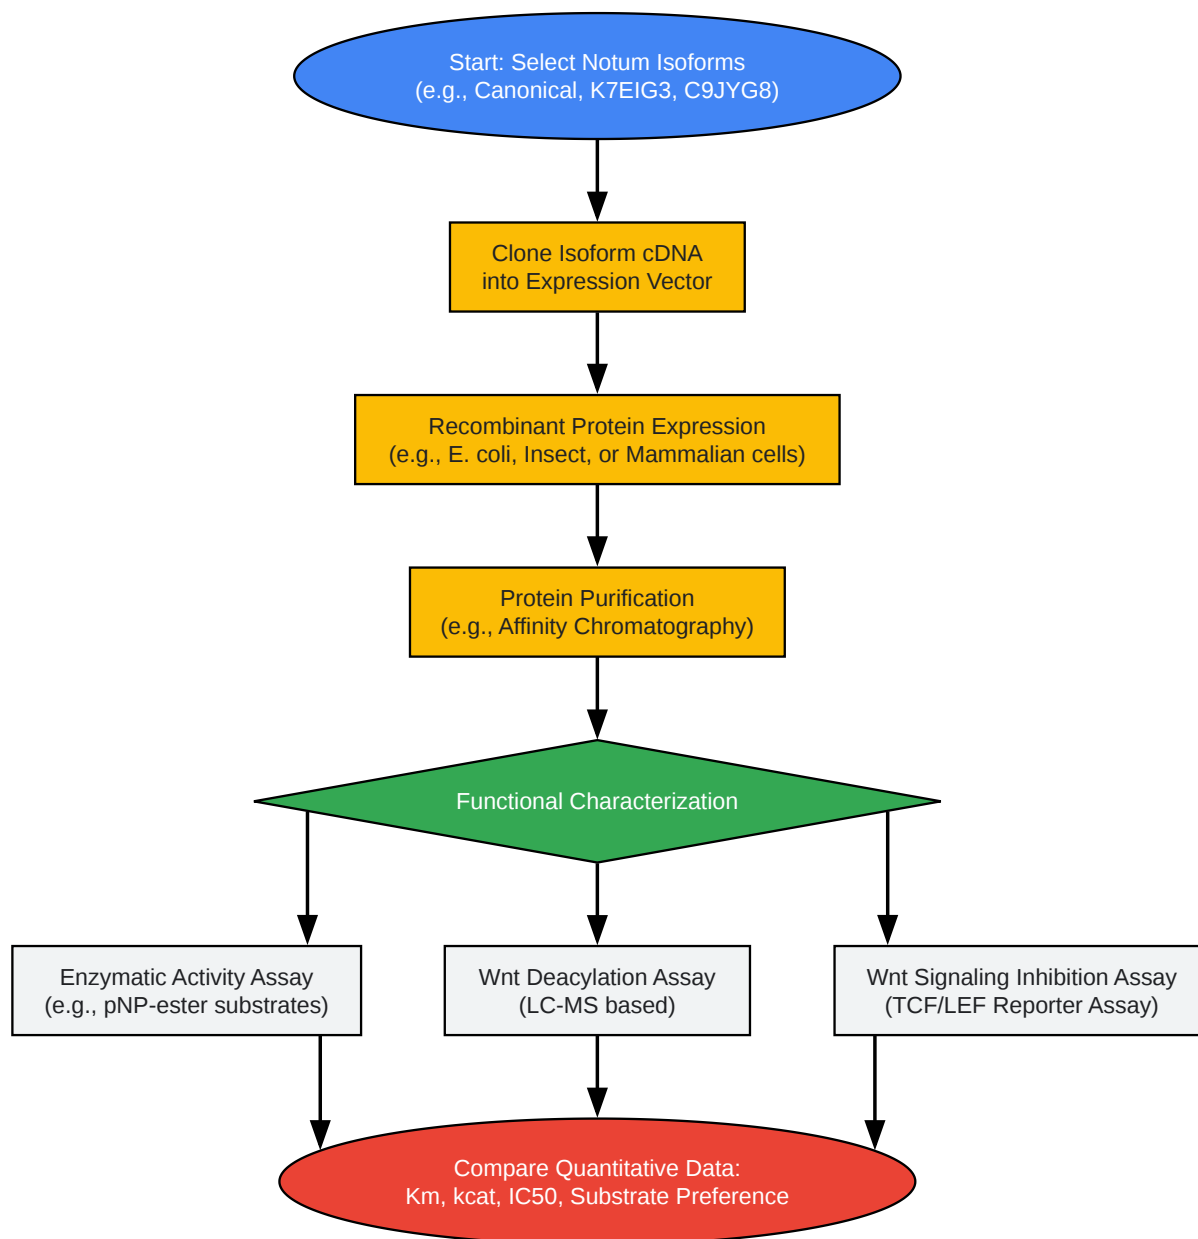 Start: Select Notum Isoforms
(e.g., Canonical, K7EIG3, C9JYG8)
Clone Isoform cDNA
into Expression Vector
Recombinant Protein Expression
(e.g., E. coli, Insect, or Mammalian cells)
Protein Purification
(e.g., Affinity Chromatography)
Functional Characterization
Enzymatic Activity Assay
(e.g., pNP-ester substrates)
Wnt Deacylation Assay
(LC-MS based)
Wnt Signaling Inhibition Assay
(TCF/LEF Reporter Assay)
Compare Quantitative Data:
Km, kcat, IC50, Substrate Preference